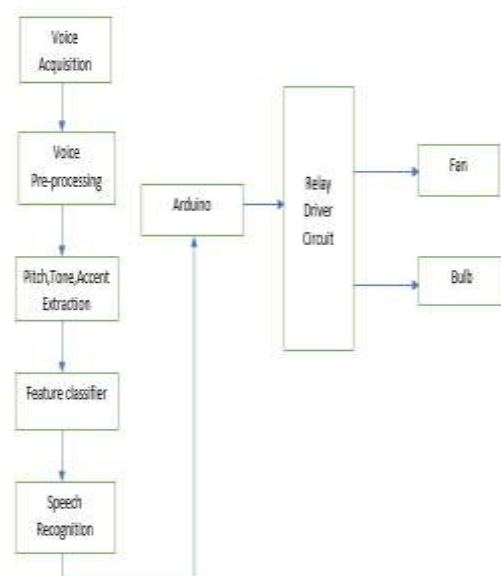 Voice
Acquisition
Voice
Pre-processing
Pitch,Tone,Accent
Extraction
Feature classifier
Speech
Recognition
Arduino
Relay
Driver
Circuit
Fan
Bulb